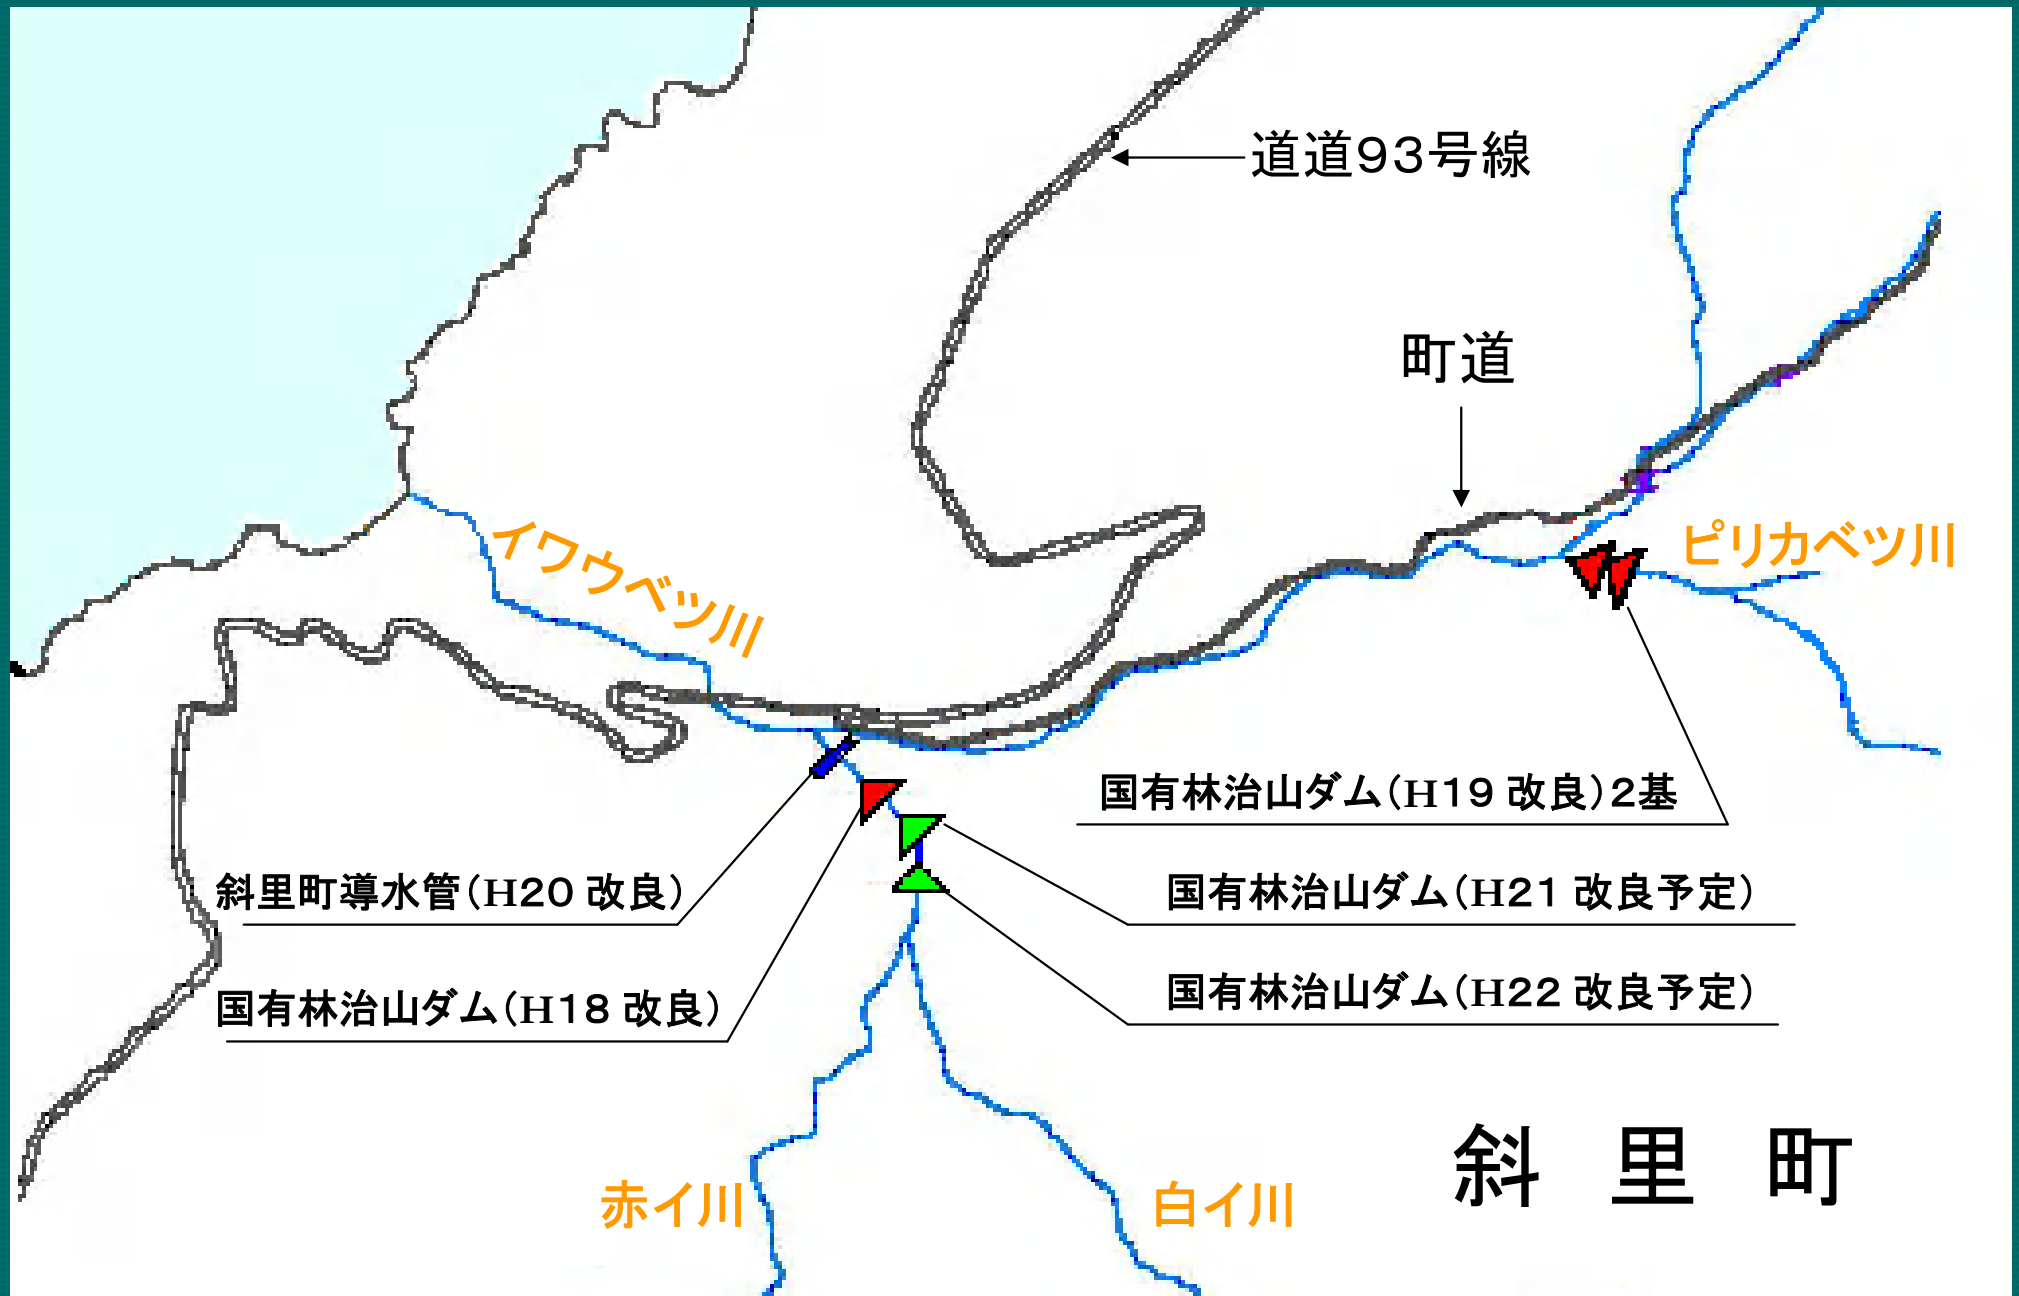 道道93号線
町道
イワウベツ川
ピリカベツ川
国有林治山ダム(H19 改良)2基
斜里町導水管(H20 改良)
国有林治山ダム(H21 改良予定)
国有林治山ダム(H18 改良)
国有林治山ダム(H22 改良予定)
斜 里 町
赤イ川
白イ川